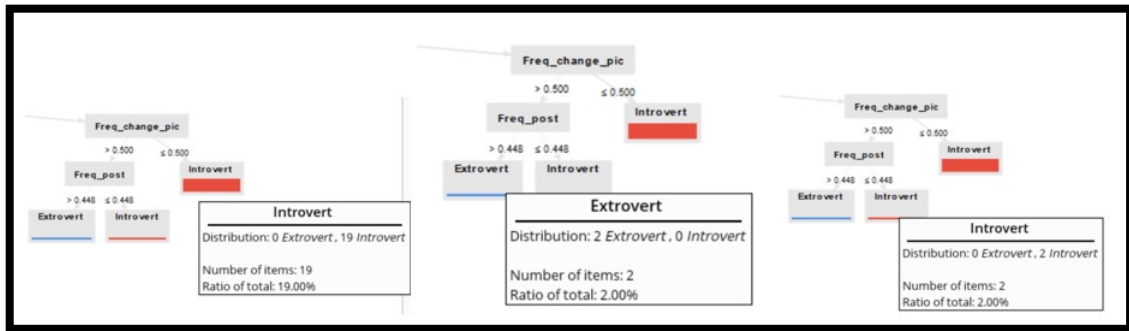 Freq_change_pic
> 0.500
≤ 0.500
Freq_post
Introvert
> 0.448
≤ 0.448
Extrovert
Introvert
Introvert
Distribution: 0 Extrovert, 19 Introvert
Number of items: 19
Ratio of total: 19.00%
Freq_change_pic
> 0.500
≤ 0.500
Freq_post
Introvert
> 0.448
≤ 0.448
Extrovert
Introvert
Extrovert
Distribution: 2 Extrovert, 0 Introvert
Number of items: 2
Ratio of total: 2.00%
Freq_change_pic
> 0.500
≤ 0.500
Freq_post
Introvert
> 0.448
≤ 0.448
Extrovert
Introvert
Introvert
Distribution: 0 Extrovert, 2 Introvert
Number of items: 2
Ratio of total: 2.00%